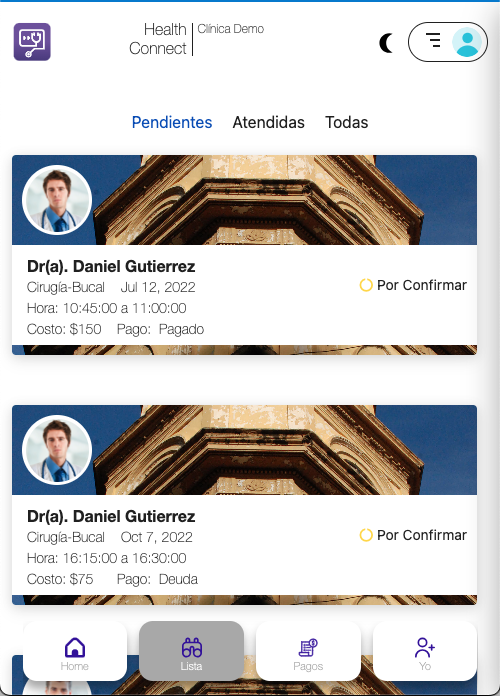 Health
Connect
Clínica Demo
Pendientes Atendidas Todas
Dr(a). Daniel Gutierrez
Cirugía-Bucal Jul 12, 2022
Por Confirmar
Hora: 10:45:00 a 11:00:00
Costo: $150 Pago: Pagado
Dr(a). Daniel Gutierrez
Cirugía-Bucal Oct 7, 2022
Por Confirmar
Hora: 16:15:00 a 16:30:00
Costo: $75 Pago: Deuda
Home Lista Pagos Yo